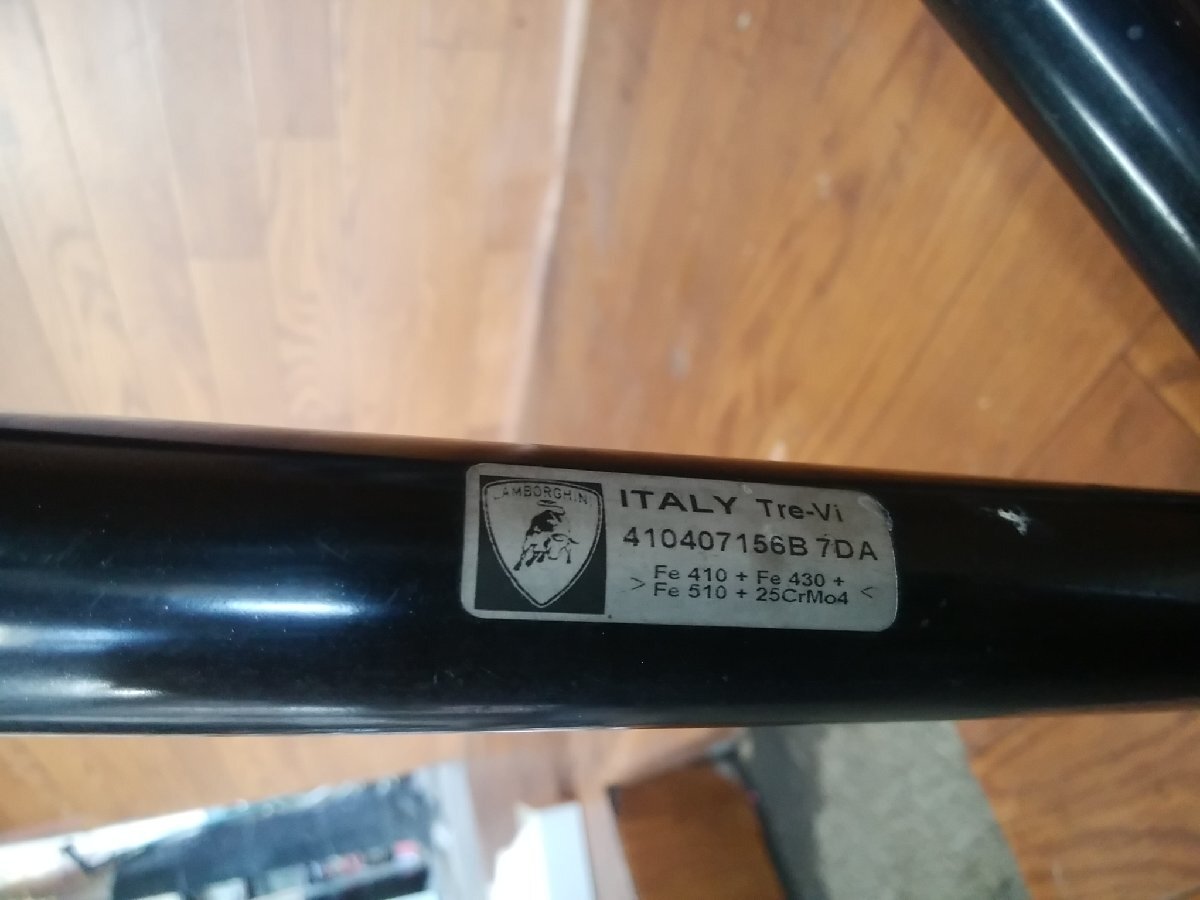 LAMBORGHINI
ITALY Tre-Vi
410407156B 7DA
> Fe 410 + Fe 430 +
Fe 510 + 25CrMo4 <